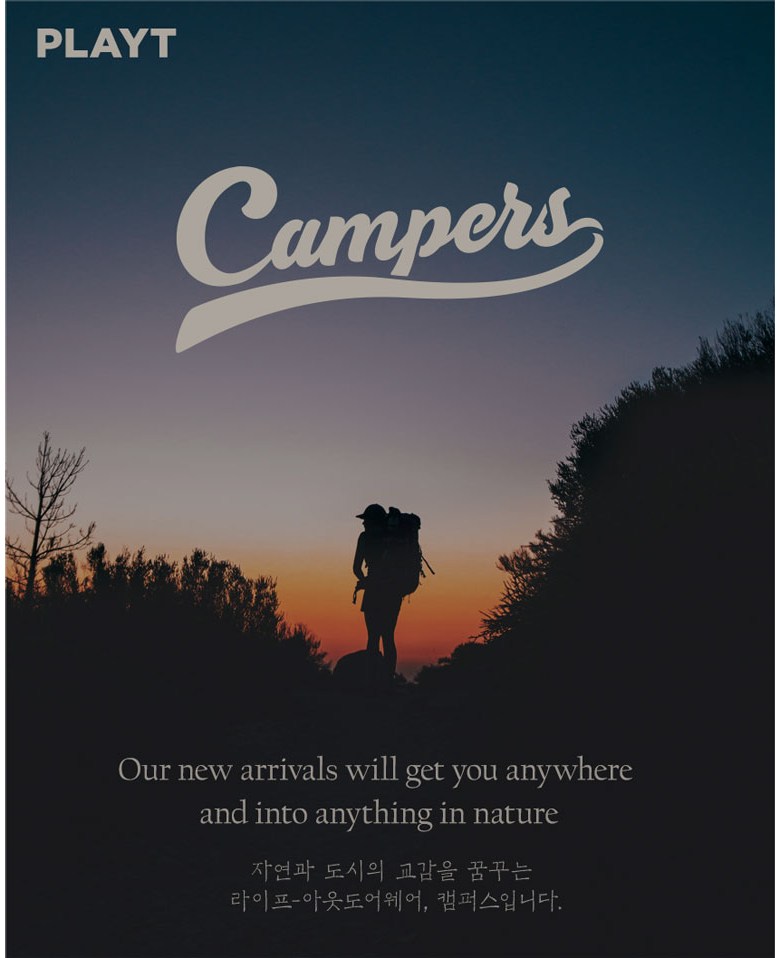 PLAYT
Campers
Our new arrivals will get you anywhere
and into anything in nature
자연과 도시의 교감을 꿈꾸는
라이프-아웃도어웨어, 캠퍼스입니다.